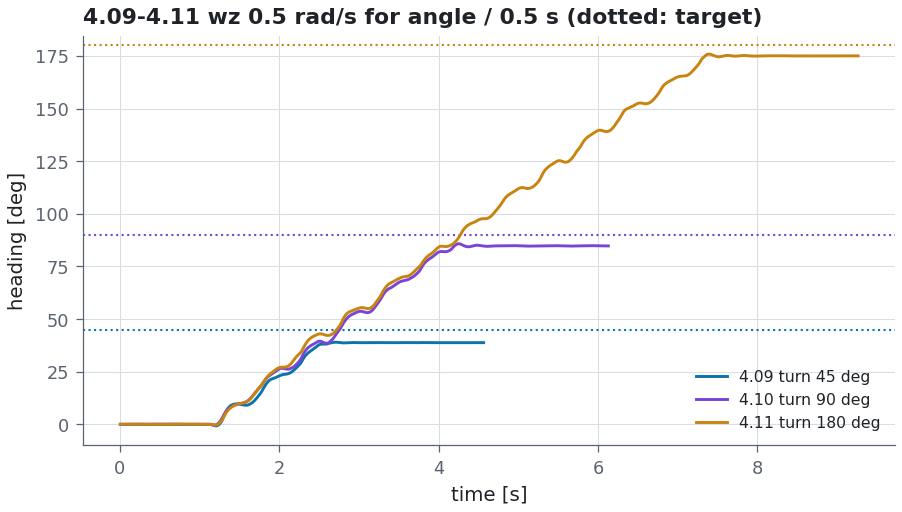 4.09-4.11 wz 0.5 rad/s for angle / 0.5 s (dotted: target)
heading [deg]
175
150
125
100
75
50
25
0
4.09 turn 45 deg
4.10 turn 90 deg
4.11 turn 180 deg
0 2 4 6 8
time [s]